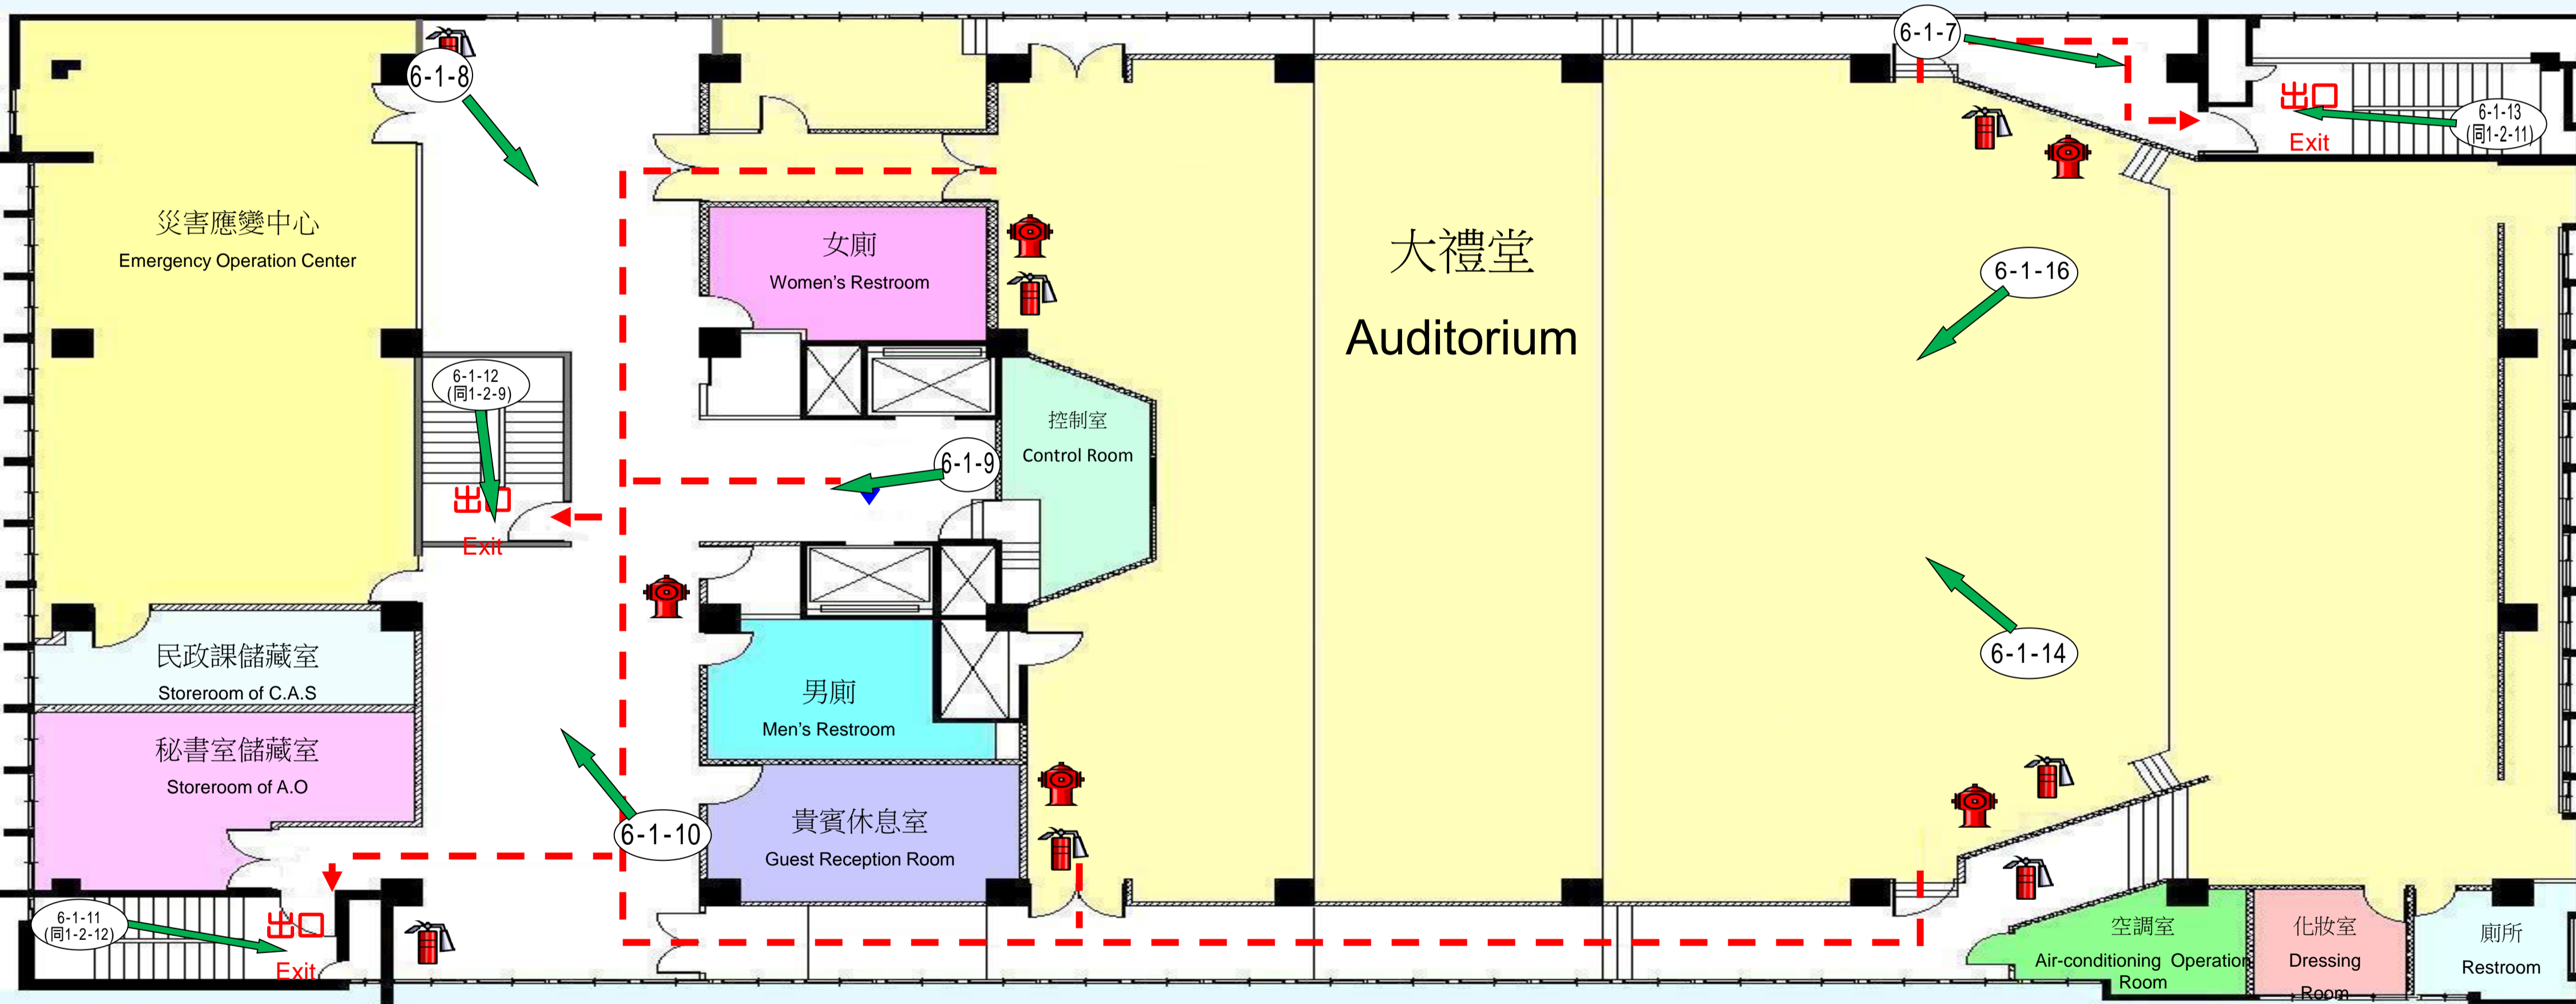 6-1-8
6-1-7
出口
Exit
6-1-13
(同1-2-11)
災害應變中心
Emergency Operation Center
女廁
Women's Restroom
大禮堂
Auditorium
6-1-16
6-1-12
(同1-2-9)
出口
Exit
6-1-9
控制室
Control Room
民政課儲藏室
Storeroom of C.A.S
男廁
Men's Restroom
6-1-14
秘書室儲藏室
Storeroom of A.O
6-1-10
貴賓休息室
Guest Reception Room
6-1-11
(同1-2-12)
出口
Exit
空調室
Air-conditioning Operation
Room
化妝室
Dressing
Room
廁所
Restroom